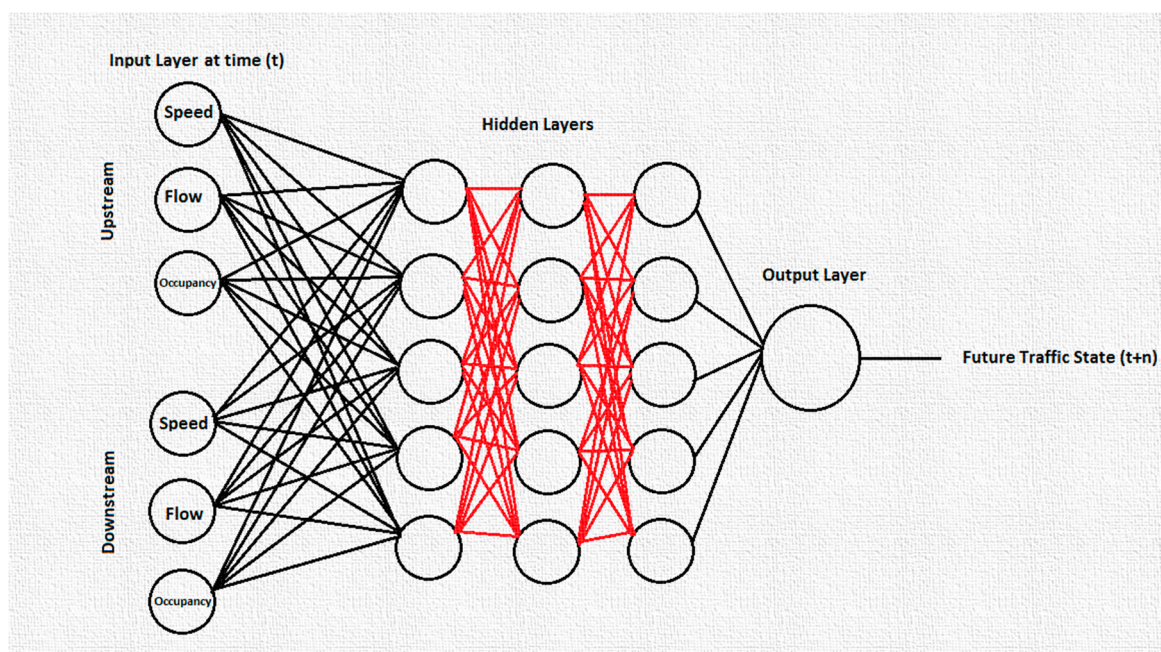 Input Layer at time (t)
Speed
Hidden Layers
Upstream
Flow
Occupancy
Output Layer
Future Traffic State (t+n)
Speed
Downstream
Flow
Occupancy